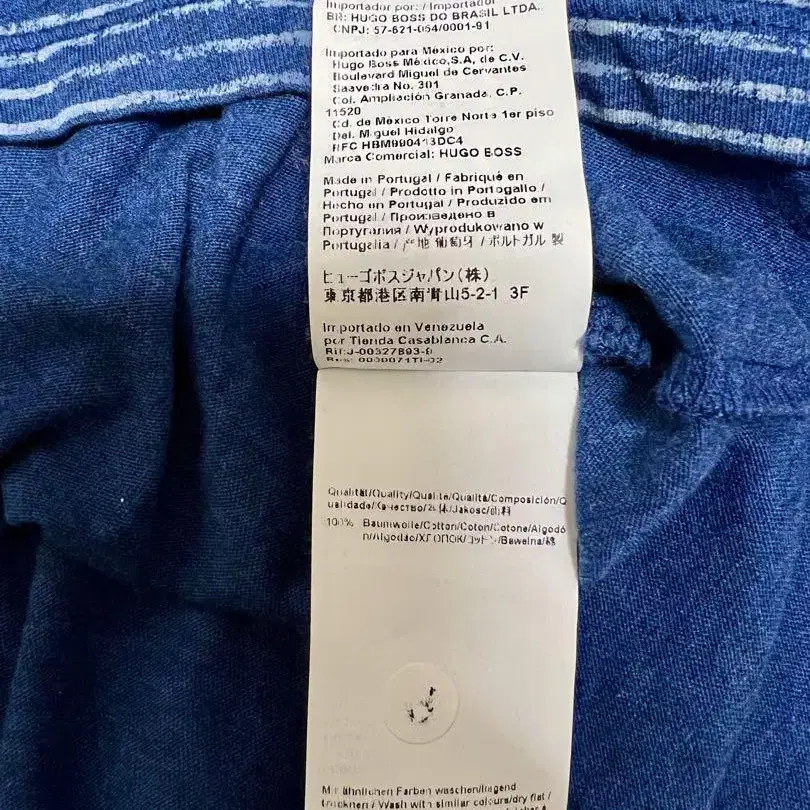 Importador por: / Importador
BR: HUGO BOSS DO BRASIL LTDA.
CNPJ: 57-621-054/0001-91
Importado para México por:
Hugo Boss México,S.A, de C.V.
Boulevard Miguel de Cervantes
Saavedra No. 301
Col. Ampliación Granada, C.P.
11520
Cd. de México Torre Norte 1er piso
Del. Miguel Hidalgo
RFC HBM990413DC4
Marca Comercial: HUGO BOSS
Made in Portugal / Fabriqué en
Portugal / Prodotto in Portogallo /
Hecho en Portugal / Produzido em
Portugal / Произведено в
Португалия / Wyprodukowano w
Portugalia / 产地 葡萄牙 / ポルトガル 製
ヒューゴボスジャパン(株)
東京都港区南青山5-2-1 3F
Importado en Venezuela
por Tienda Casablanca C.A.
Rif:J-00327893-8
Qualität/Quality/Qualité/Qualità/Composición/Q
ualidade/Качество/Jakość/
100% Baumwolle/Cotton/Coton/Cotone/Algodó
n/Algodão/ХЛОПОК/コットン/Bawełna/棉
Mit ähnlichen Farben waschen/liegend
trocknen / Wash with similar colours/dry flat /